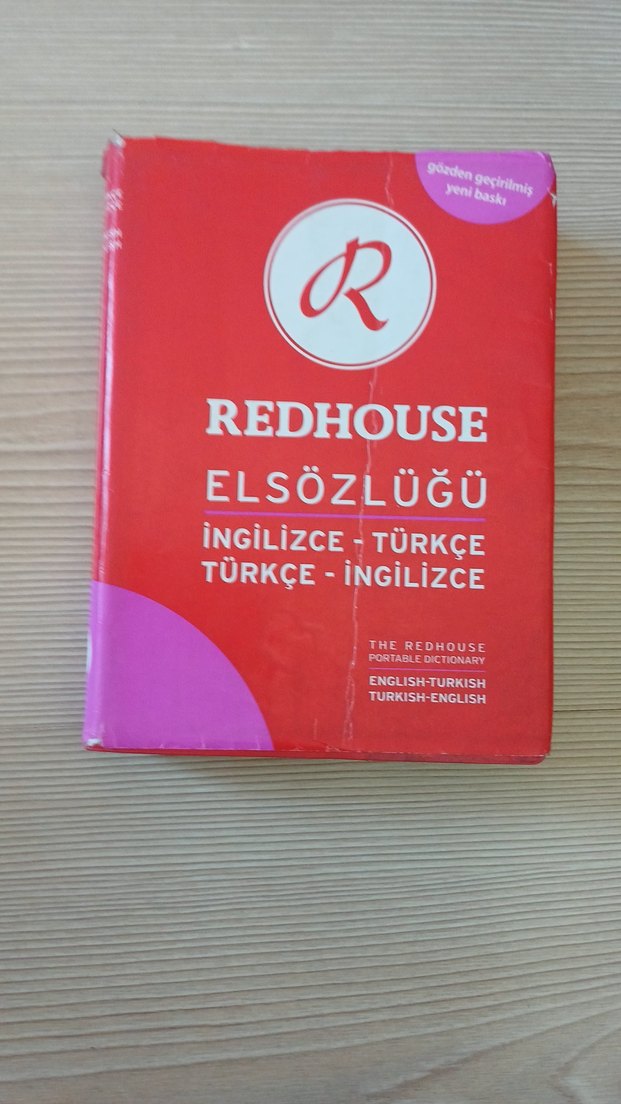 gözden geçirilmiş
yeni baskı
R
REDHOUSE
ELSÖZLÜĞÜ
İNGİLİZCE - TÜRKÇE
TÜRKÇE - İNGİLİZCE
THE REDHOUSE
PORTABLE DICTIONARY
ENGLISH-TURKISH
TURKISH-ENGLISH